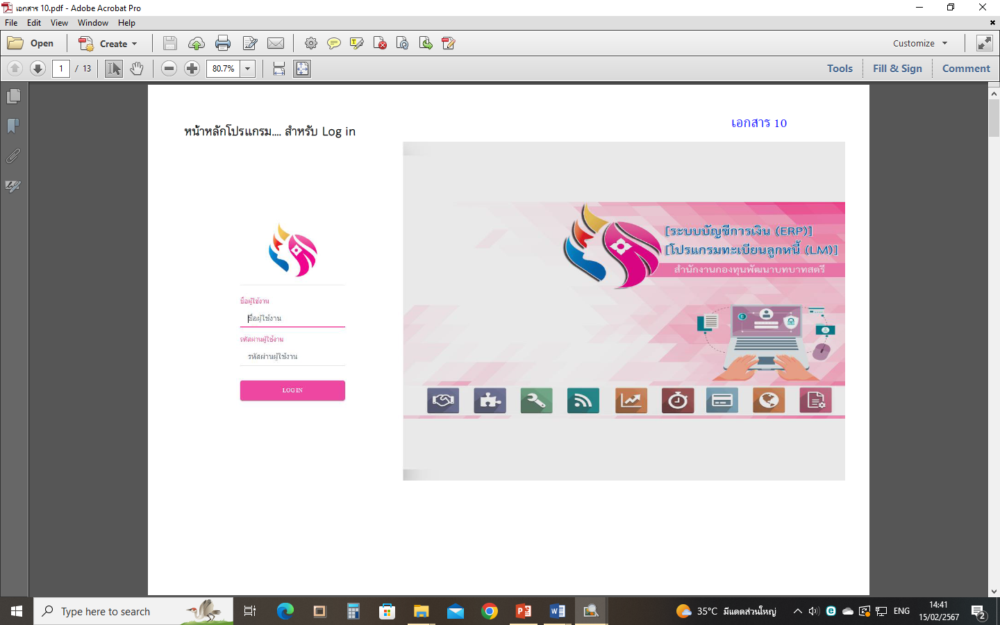 เอกสาร 10.pdf - Adobe Acrobat Pro
File Edit View Window Help
Open Create Customize
1 / 13 80.7% Tools Fill & Sign Comment
เอกสาร 10
หน้าหลักโปรแกรม.... สำหรับ Log in
[ระบบบัญชีการเงิน (ERP)]
[โปรแกรมทะเบียนลูกหนี้ (LM)]
สำนักงานกองทุนพัฒนาบทบาทสตรี
ชื่อผู้ใช้งาน
ชื่อผู้ใช้งาน
รหัสผ่านผู้ใช้งาน
รหัสผ่านผู้ใช้งาน
LOG IN
Type here to search
35°C มีแดดส่วนใหญ่
ENG
14:41
15/02/2567
2